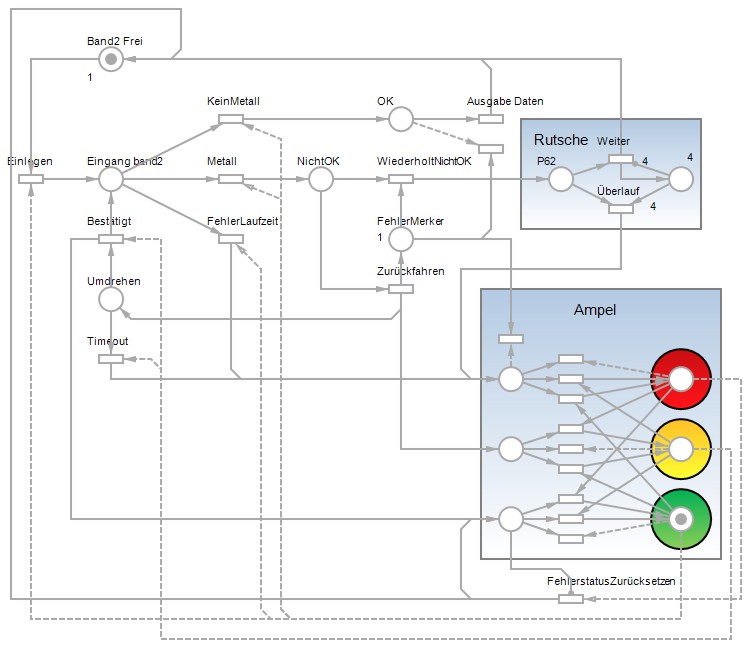 Band2 Frei
1
KeinMetall
OK
Ausgabe Daten
Rutsche
Weiter
4
4
Einlegen
Eingang band2
Metall
NichtOK
WiederholtNichtOK
P62
Überlauf
4
Bestätigt
FehlerLaufzeit
FehlerMerker
1
Zurückfahren
Umdrehen
Ampel
Timeout
FehlerstatusZurücksetzen